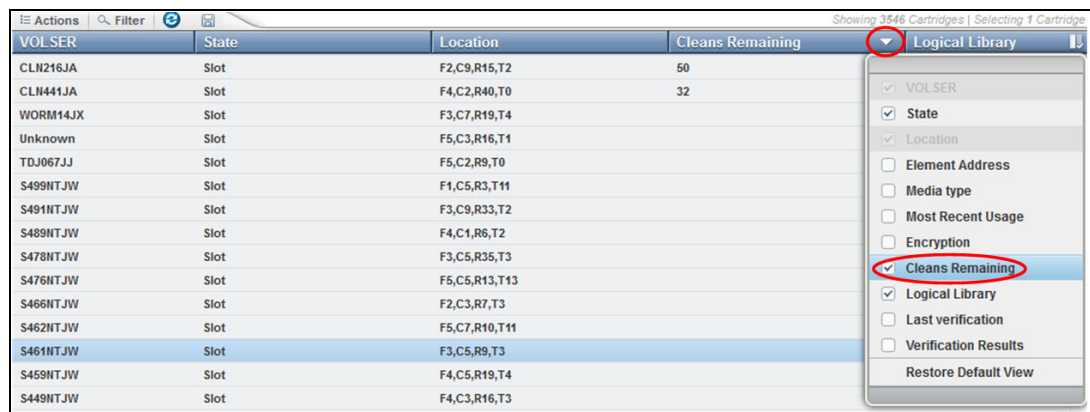 Actions Filter Showing 3546 Cartridges | Selecting 1 Cartridge
VOLSER State Location Cleans Remaining Logical Library
CLN216JA Slot F2,C9,R15,T2 50
CLN441JA Slot F4,C2,R40,T0 32
WORM14JX Slot F3,C7,R19,T4
Unknown Slot F5,C3,R16,T1
TDJ067JJ Slot F5,C2,R9,T0
S499NTJW Slot F1,C5,R3,T11
S491NTJW Slot F3,C9,R33,T2
S489NTJW Slot F4,C1,R6,T2
S478NTJW Slot F3,C5,R35,T3
S476NTJW Slot F5,C5,R13,T13
S466NTJW Slot F2,C3,R7,T3
S462NTJW Slot F5,C7,R10,T11
S461NTJW Slot F3,C5,R9,T3
S459NTJW Slot F4,C5,R19,T4
S449NTJW Slot F4,C3,R16,T3
VOLSER
State
Location
Element Address
Media type
Most Recent Usage
Encryption
Cleans Remaining
Logical Library
Last verification
Verification Results
Restore Default View